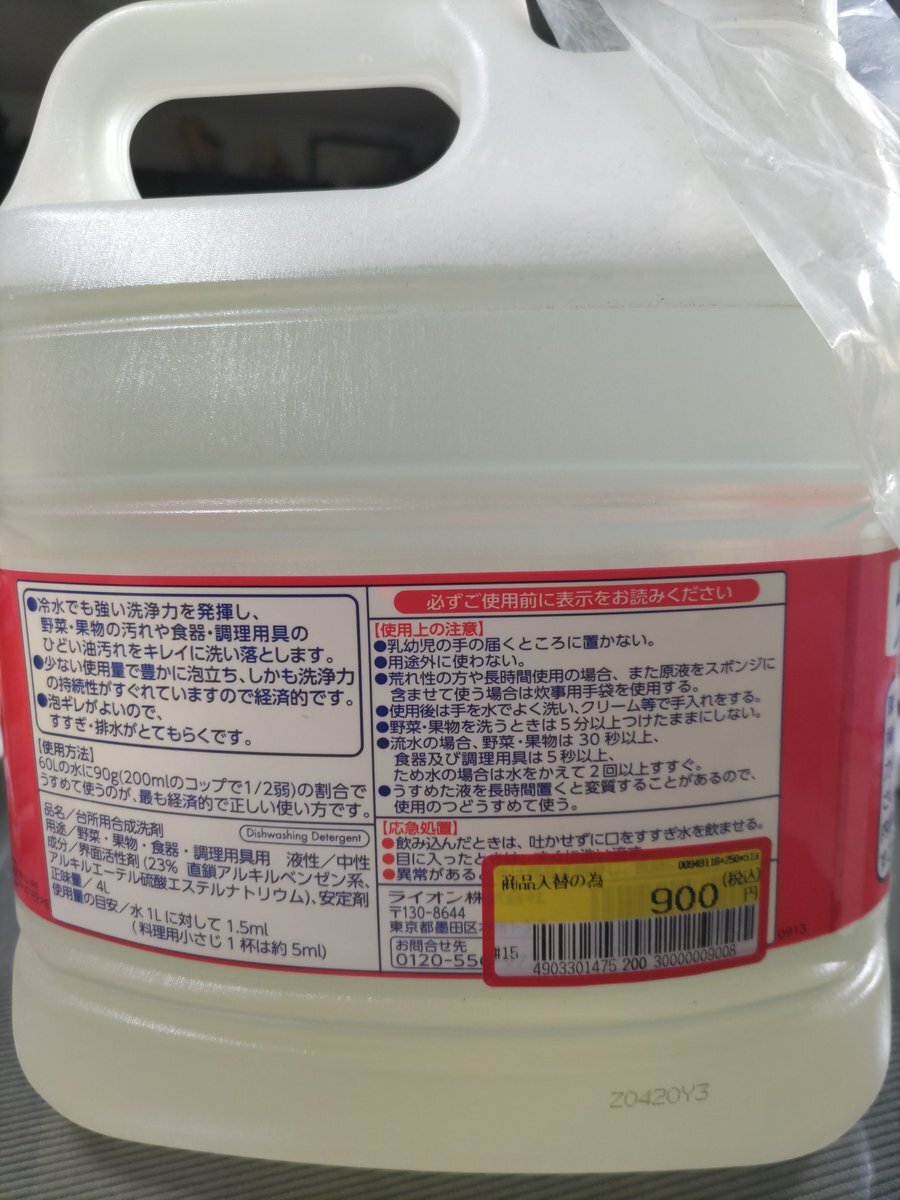 ●冷水でも強い洗浄力を発揮し、
野菜・果物の汚れや食器・調理用具の
ひどい油汚れをキレイに洗い落とします。
●少ない使用量で豊かに泡立ち、しかも洗浄力
の持続性がすぐれていますので経済的です。
●泡ギレがよいので、
すすぎ・排水がとてもらくです。
【使用方法】
60Lの水に90g(200mlのコップで1/2弱)の割合で
うすめて使うのが、最も経済的で正しい使い方です。
品名／台所用合成洗剤
Dishwashing Detergent
用途／野菜・果物・食器・調理用具用 液性／中性
成分／界面活性剤(23% 直鎖アルキルベンゼン系、
アルキルエーテル硫酸エステルナトリウム)、安定剤
正味量／4L
使用量の目安／水1Lに対して1.5ml
(料理用小さじ1杯は約5ml)
必ずご使用前に表示をお読みください
【使用上の注意】
●乳幼児の手の届くところに置かない。
●用途外に使わない。
●荒れ性の方や長時間使用の場合、また原液をスポンジに
含ませて使う場合は炊事用手袋を使用する。
●使用後は手を水でよく洗い、クリーム等で手入れをする。
●野菜・果物を洗うときは5分以上つけたままにしない。
●流水の場合、野菜・果物は30秒以上、
食器及び調理用具は5秒以上、
ため水の場合は水をかえて2回以上すすぐ。
●うすめた液を長時間置くと変質することがあるので、
使用のつどうすめて使う。
【応急処置】
●飲み込んだときは、吐かせずに口をすすぎ水を飲ませる。
●目に入ったと
●異常がある
ライオン株
〒130-8644
東京都墨田区
お問合せ先
0120-556
00949116*250*513
商品入替の為
900 (税込)円
#15
4903301475 200 30000009008
0913
Z0420Y3